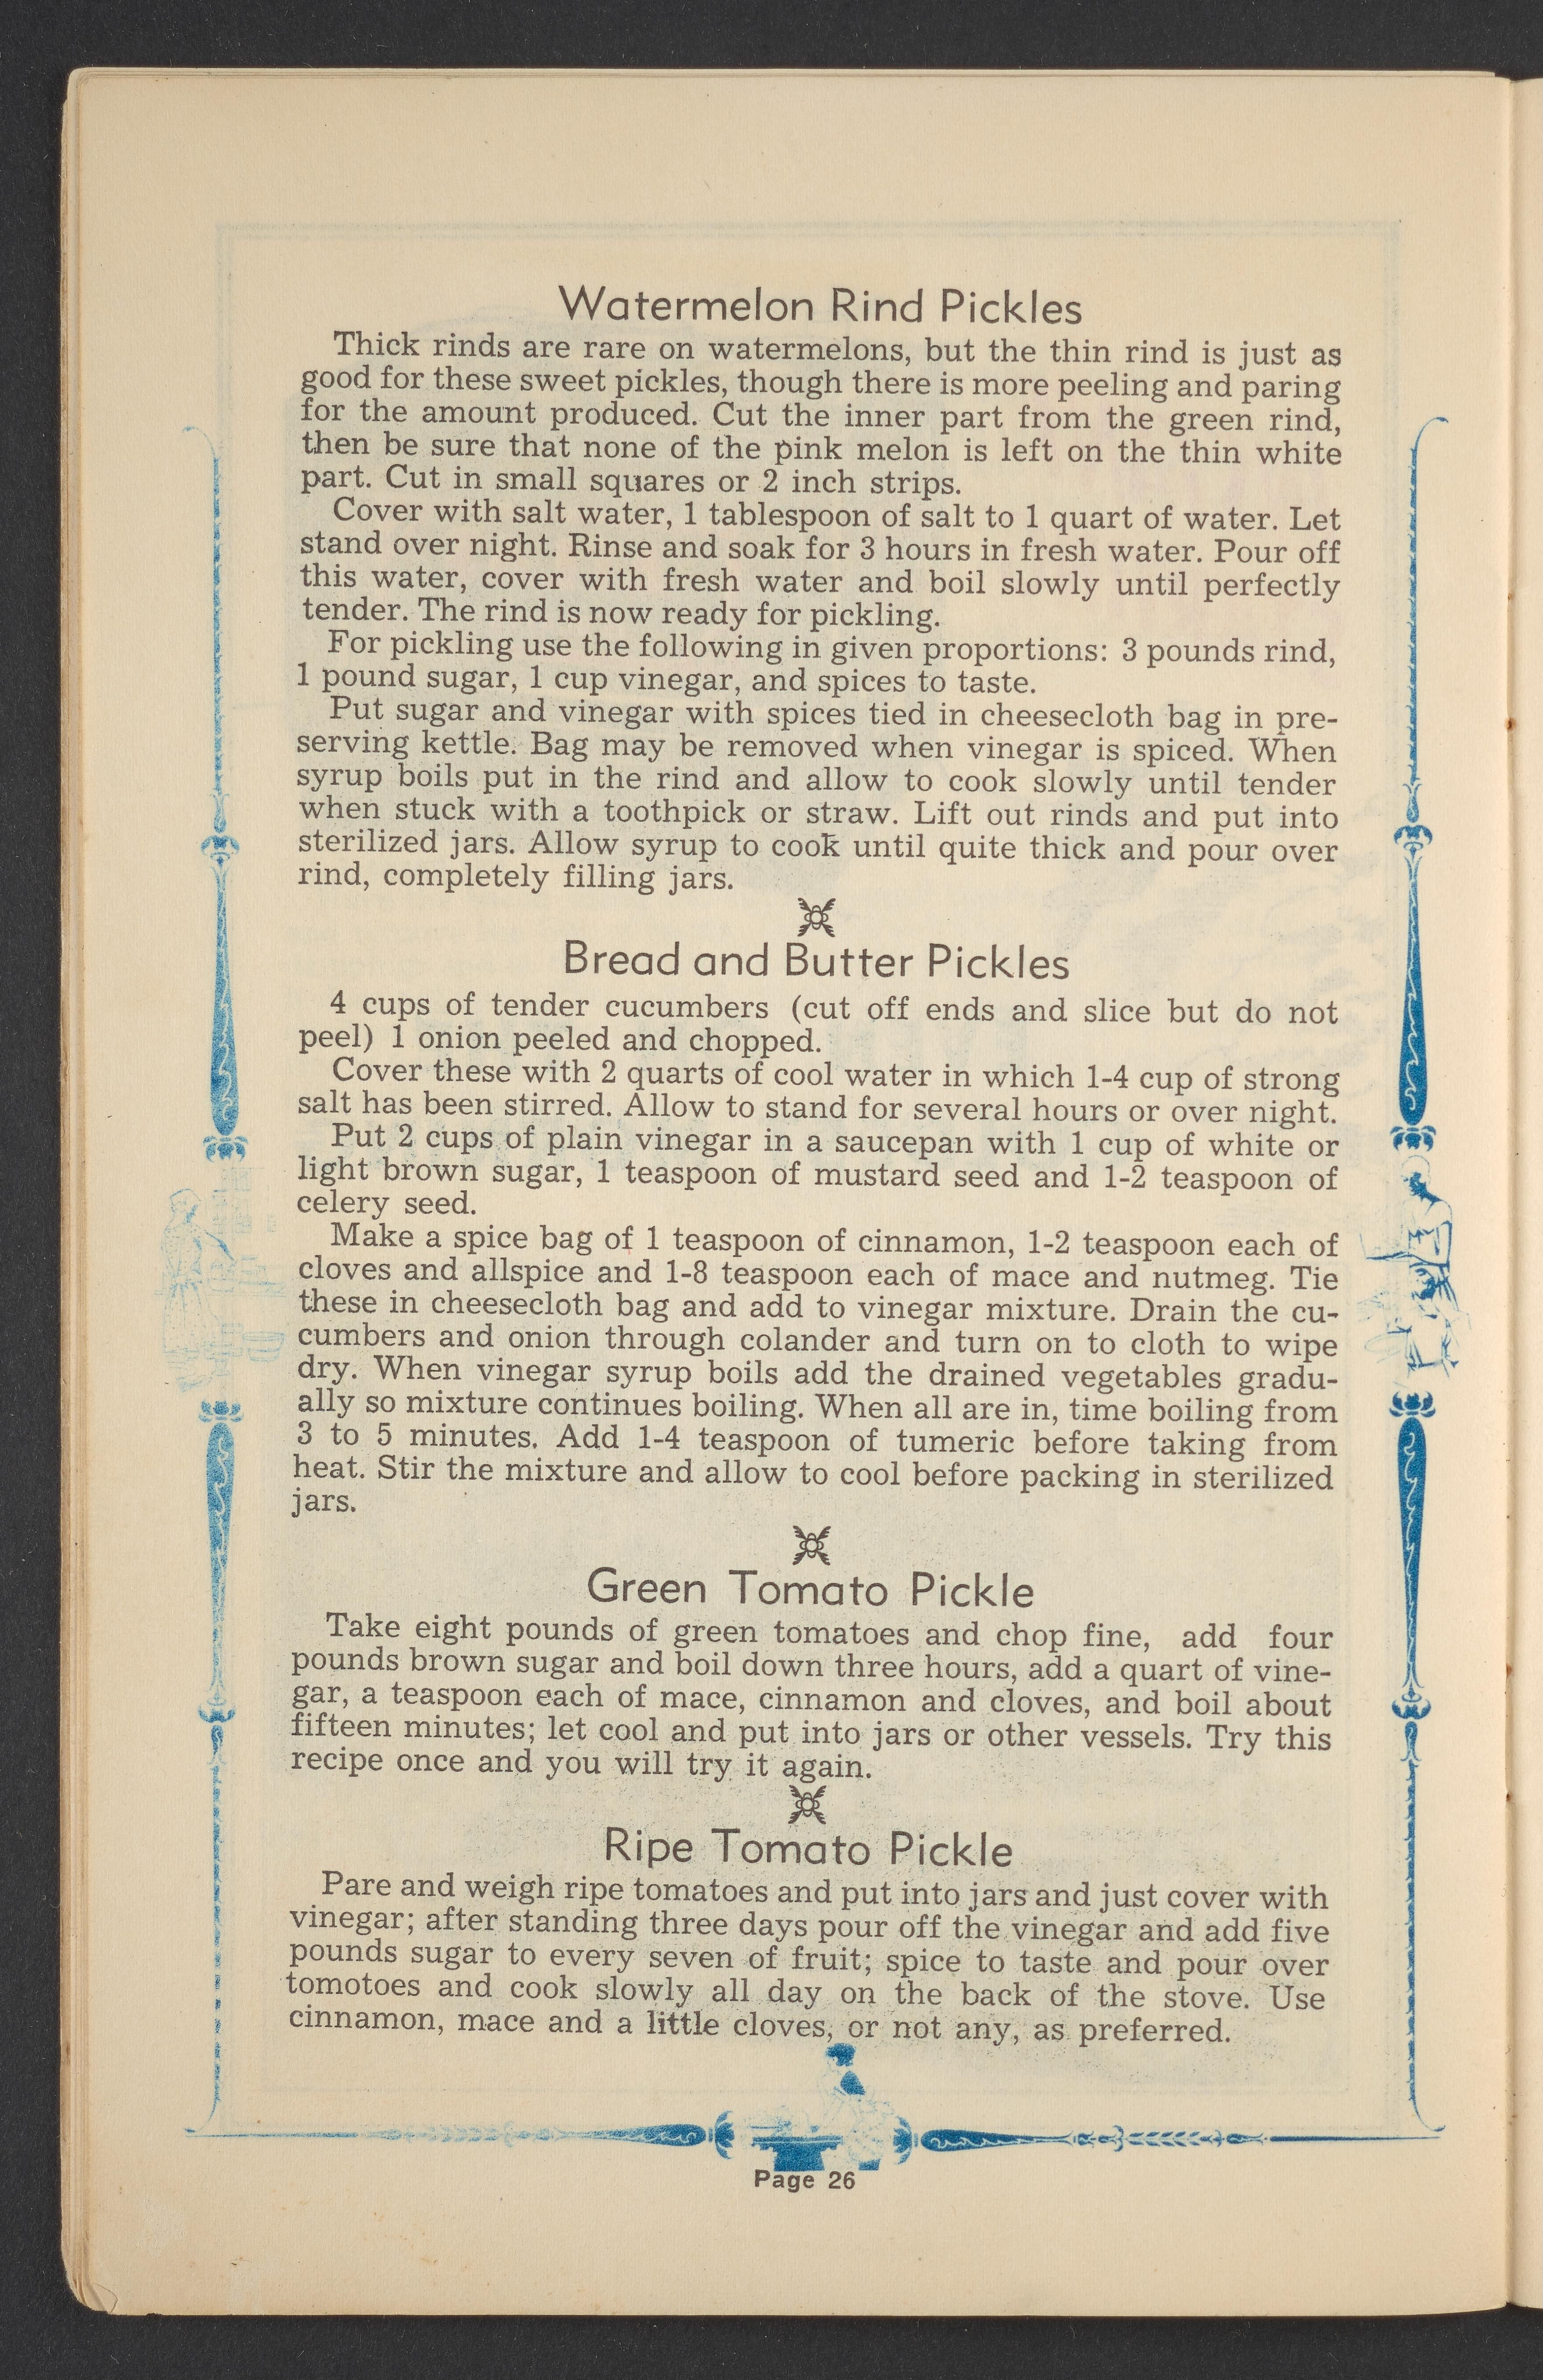 Watermelon Rind Pickles
Thick rinds are rare on watermelons, but the thin rind is just as
good for these sweet pickles, though there is more peeling and paring
for the amount produced. Cut the inner part from the green rind,
then be sure that none of the pink melon is left on the thin white
part. Cut in small squares or 2 inch strips.
Cover with salt water, 1 tablespoon of salt to 1 quart of water. Let
stand over night. Rinse and soak for 3 hours in fresh water. Pour off
this water, cover with fresh water and boil slowly until perfectly
tender. The rind is now ready for pickling.
For pickling use the following in given proportions: 3 pounds rind,
1 pound sugar, 1 cup vinegar, and spices to taste.
Put sugar and vinegar with spices tied in cheesecloth bag in pre-
serving kettle. Bag may be removed when vinegar is spiced. When
syrup boils put in the rind and allow to cook slowly until tender
when stuck with a toothpick or straw. Lift out rinds and put into
sterilized jars. Allow syrup to cook until quite thick and pour over
rind, completely filling jars.
Bread and Butter Pickles
4 cups of tender cucumbers (cut off ends and slice but do not
peel) 1 onion peeled and chopped.
Cover these with 2 quarts of cool water in which 1-4 cup of strong
salt has been stirred. Allow to stand for several hours or over night.
Put 2 cups of plain vinegar in a saucepan with 1 cup of white or
light brown sugar, 1 teaspoon of mustard seed and 1-2 teaspoon of
celery seed.
Make a spice bag of 1 teaspoon of cinnamon, 1-2 teaspoon each of
cloves and allspice and 1-8 teaspoon each of mace and nutmeg. Tie
these in cheesecloth bag and add to vinegar mixture. Drain the cu-
cumbers and onion through colander and turn on to cloth to wipe
dry. When vinegar syrup boils add the drained vegetables gradu-
ally so mixture continues boiling. When all are in, time boiling from
3 to 5 minutes. Add 1-4 teaspoon of tumeric before taking from
heat. Stir the mixture and allow to cool before packing in sterilized
jars.
Green Tomato Pickle
Take eight pounds of green tomatoes and chop fine, add four
pounds brown sugar and boil down three hours, add a quart of vine-
gar, a teaspoon each of mace, cinnamon and cloves, and boil about
fifteen minutes; let cool and put into jars or other vessels. Try this
recipe once and you will try it again.
Ripe Tomato Pickle
Pare and weigh ripe tomatoes and put into jars and just cover with
vinegar; after standing three days pour off the vinegar and add five
pounds sugar to every seven of fruit; spice to taste and pour over
tomotoes and cook slowly all day on the back of the stove. Use
cinnamon, mace and a little cloves, or not any, as preferred.
Page 26